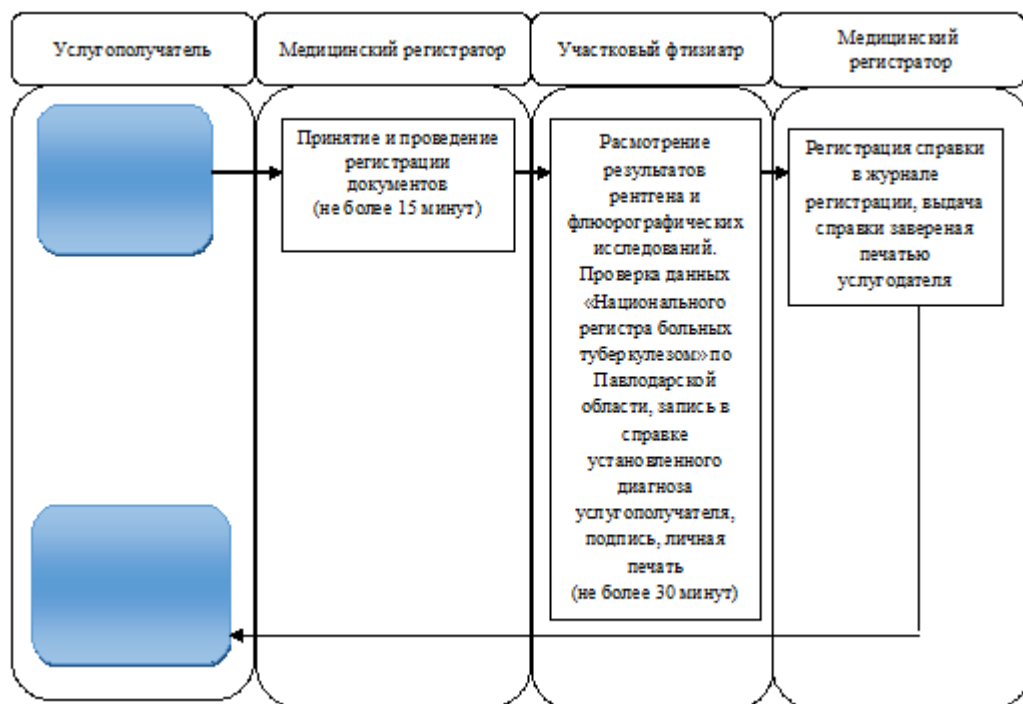 Услугополучатель
Медицинский регистратор
Участковый фтизиатр
Медицинский
регистратор
Принятие и проведение
регистрации
документов
(не более 15 минут)
Расмотрение
результатов
рентгена и
флюорографических
исследований.
Проверка данных
«Национального
регистра больных
туберкулезом» по
Павлодарской
области, запись в
справке
установленного
диагноза
услугополучателя,
подпись, личная
печать
(не более 30 минут)
Регистрация справки
в журнале
регистрации, выдача
справки завереная
печатью
услугодателя